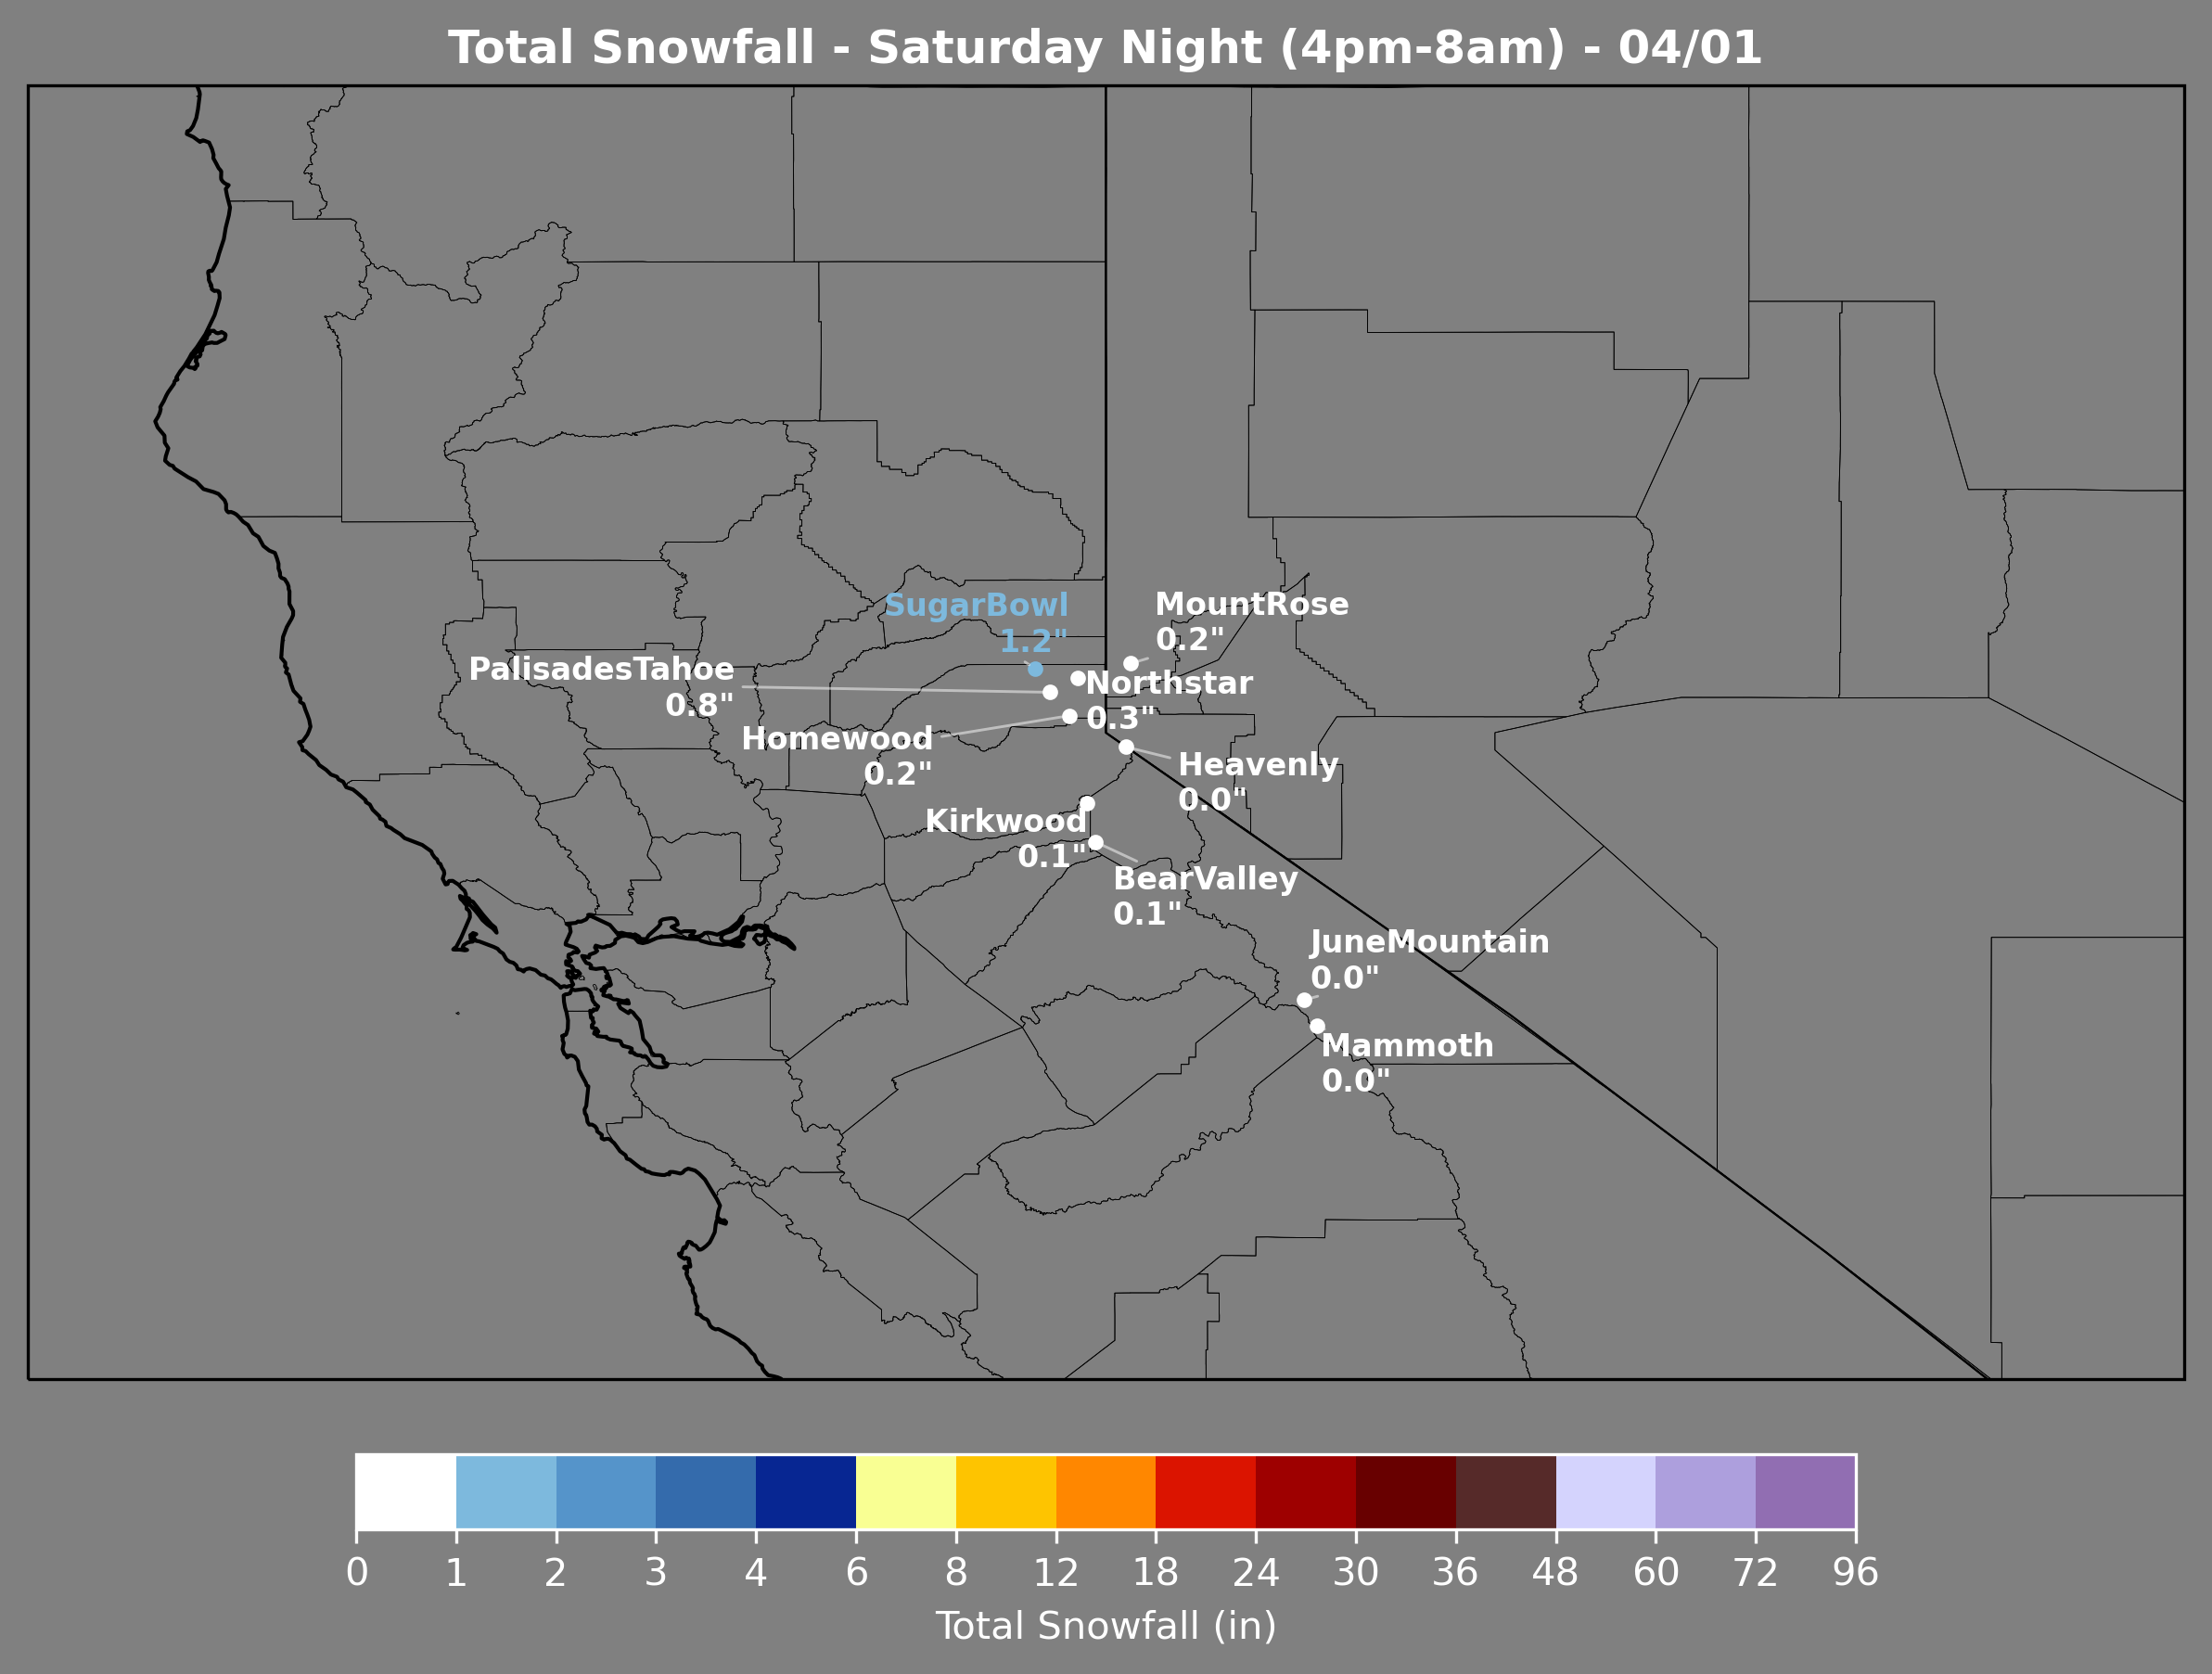 Total Snowfall - Saturday Night (4pm-8am) - 04/01
SugarBowl
1.2"
MountRose
0.2"
PalisadesTahoe
0.8"
Northstar
0.3"
Homewood
0.2"
Heavenly
0.0"
Kirkwood
0.1"
BearValley
0.1"
JuneMountain
0.0"
Mammoth
0.0"
0 1 2 3 4 6 8 12 18 24 30 36 48 60 72 96
Total Snowfall (in)